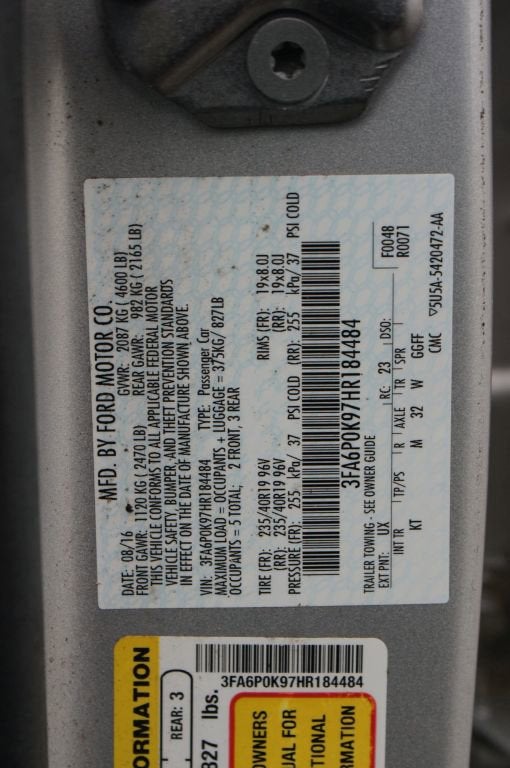 MFD. BY FORD MOTOR CO.
DATE: 08/16 GVWR: 2087 KG ( 4600 LB)
FRONT GAWR: 1120 KG ( 2470 LB) REAR GAWR: 982 KG ( 2165 LB)
THIS VEHICLE CONFORMS TO ALL APPLICABLE FEDERAL MOTOR
VEHICLE SAFETY, BUMPER, AND THEFT PREVENTION STANDARDS
IN EFFECT ON THE DATE OF MANUFACTURE SHOWN ABOVE.
VIN: 3FA6P0K97HR184484 TYPE: Passenger Car
MAXIMUM LOAD = OCCUPANTS + LUGGAGE = 375KG/ 827LB
OCCUPANTS = 5 TOTAL; 2 FRONT, 3 REAR
TIRE (FR): 235/40R19 96V RIMS (FR): 19x8.0J
(RR): 235/40R19 96V (RR): 19x8.0J
PRESSURE (FR): 255 kPa/ 37 PSI COLD (RR): 255 kPa/ 37 PSI COLD
3FA6P0K97HR184484
TRAILER TOWING - SEE OWNER GUIDE
F0048
R0071
EXT PNT: UX RC: 23 DSO:
INT TR TP/PS R AXLE TR SPR
KT M 32 W GGFF
CMC ▽5U5A-5420472-AA
ORMATION
REAR: 3
827 lbs.
3FA6P0K97HR184484
OWNERS
UAL FOR
TIONAL
MATION